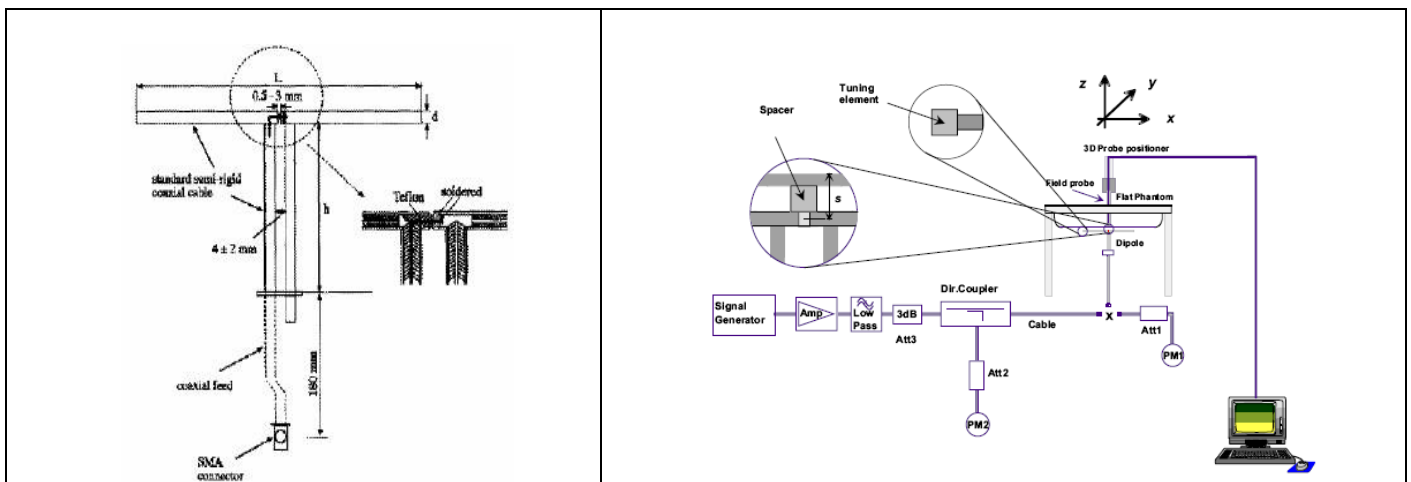 L
0.5-3 mm
d
standard semi-rigid
coaxial cable
h
Teflon
soldered
4 ± 2 mm
coaxial feed
180 mm
SMA
connector
Tuning
element
Spacer
s
z
y
x
3D Probe positioner
Field probe
Flat Phantom
Dipole
Signal
Generator
Amp
Low
Pass
3dB
Att3
Dir.Coupler
Cable
x
Att1
PM1
Att2
PM2